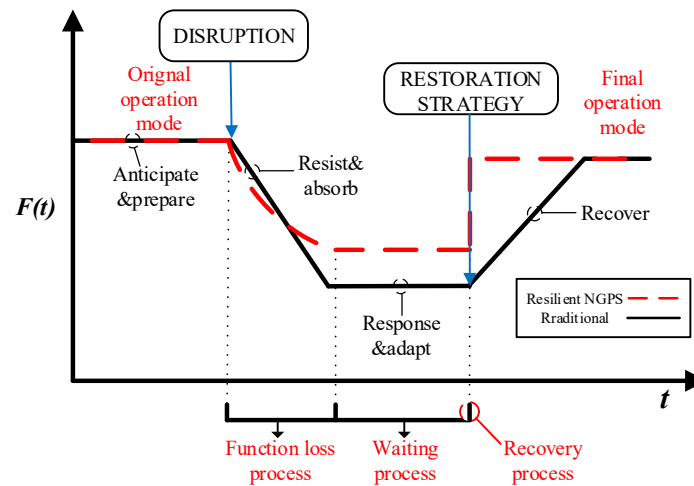 DISRUPTION
Orignal
operation
mode
RESTORATION
STRATEGY
Final
operation
mode
Anticipate
&prepare
Resist&
absorb
F(t)
Recover
Resilient NGPS
Rraditional
Response
&adapt
t
Function loss
process
Waiting
process
Recovery
process